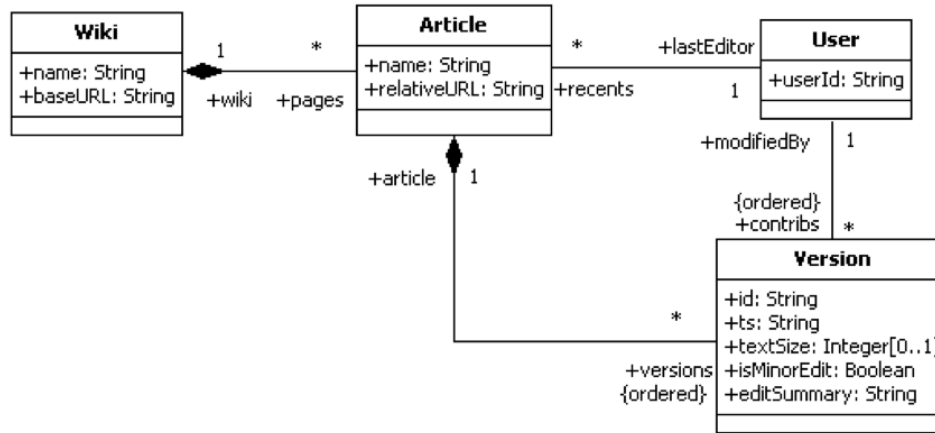 Wiki
+name: String
+baseURL: String
1
+wiki
*
+pages
Article
+name: String
+relativeURL: String
*
+recents
+lastEditor
1
User
+userId: String
+modifiedBy
1
+article
1
{ordered}
+contribs
*
Version
+id: String
+ts: String
+textSize: Integer[0..1]
+isMinorEdit: Boolean
+editSummary: String
*
+versions
{ordered}